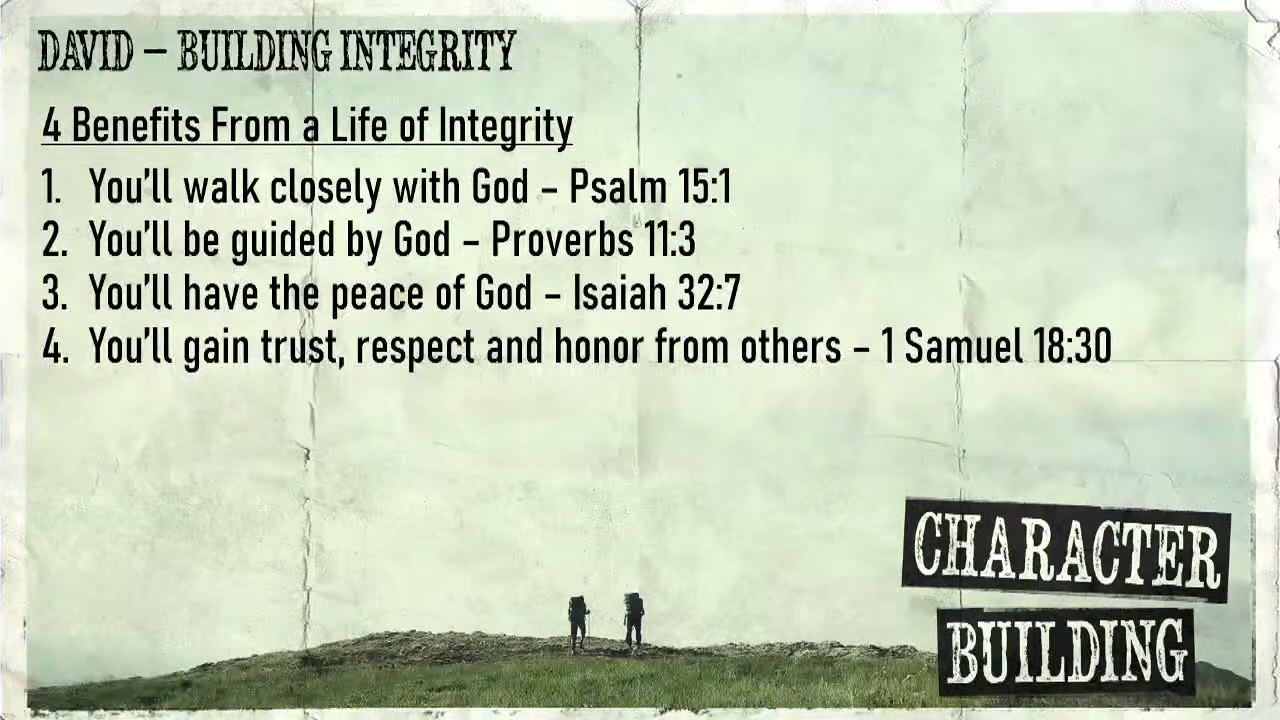 DAVID – BUILDING INTEGRITY
4 Benefits From a Life of Integrity
1. You'll walk closely with God – Psalm 15:1
2. You'll be guided by God – Proverbs 11:3
3. You'll have the peace of God – Isaiah 32:7
4. You'll gain trust, respect and honor from others – 1 Samuel 18:30
CHARACTER
BUILDING